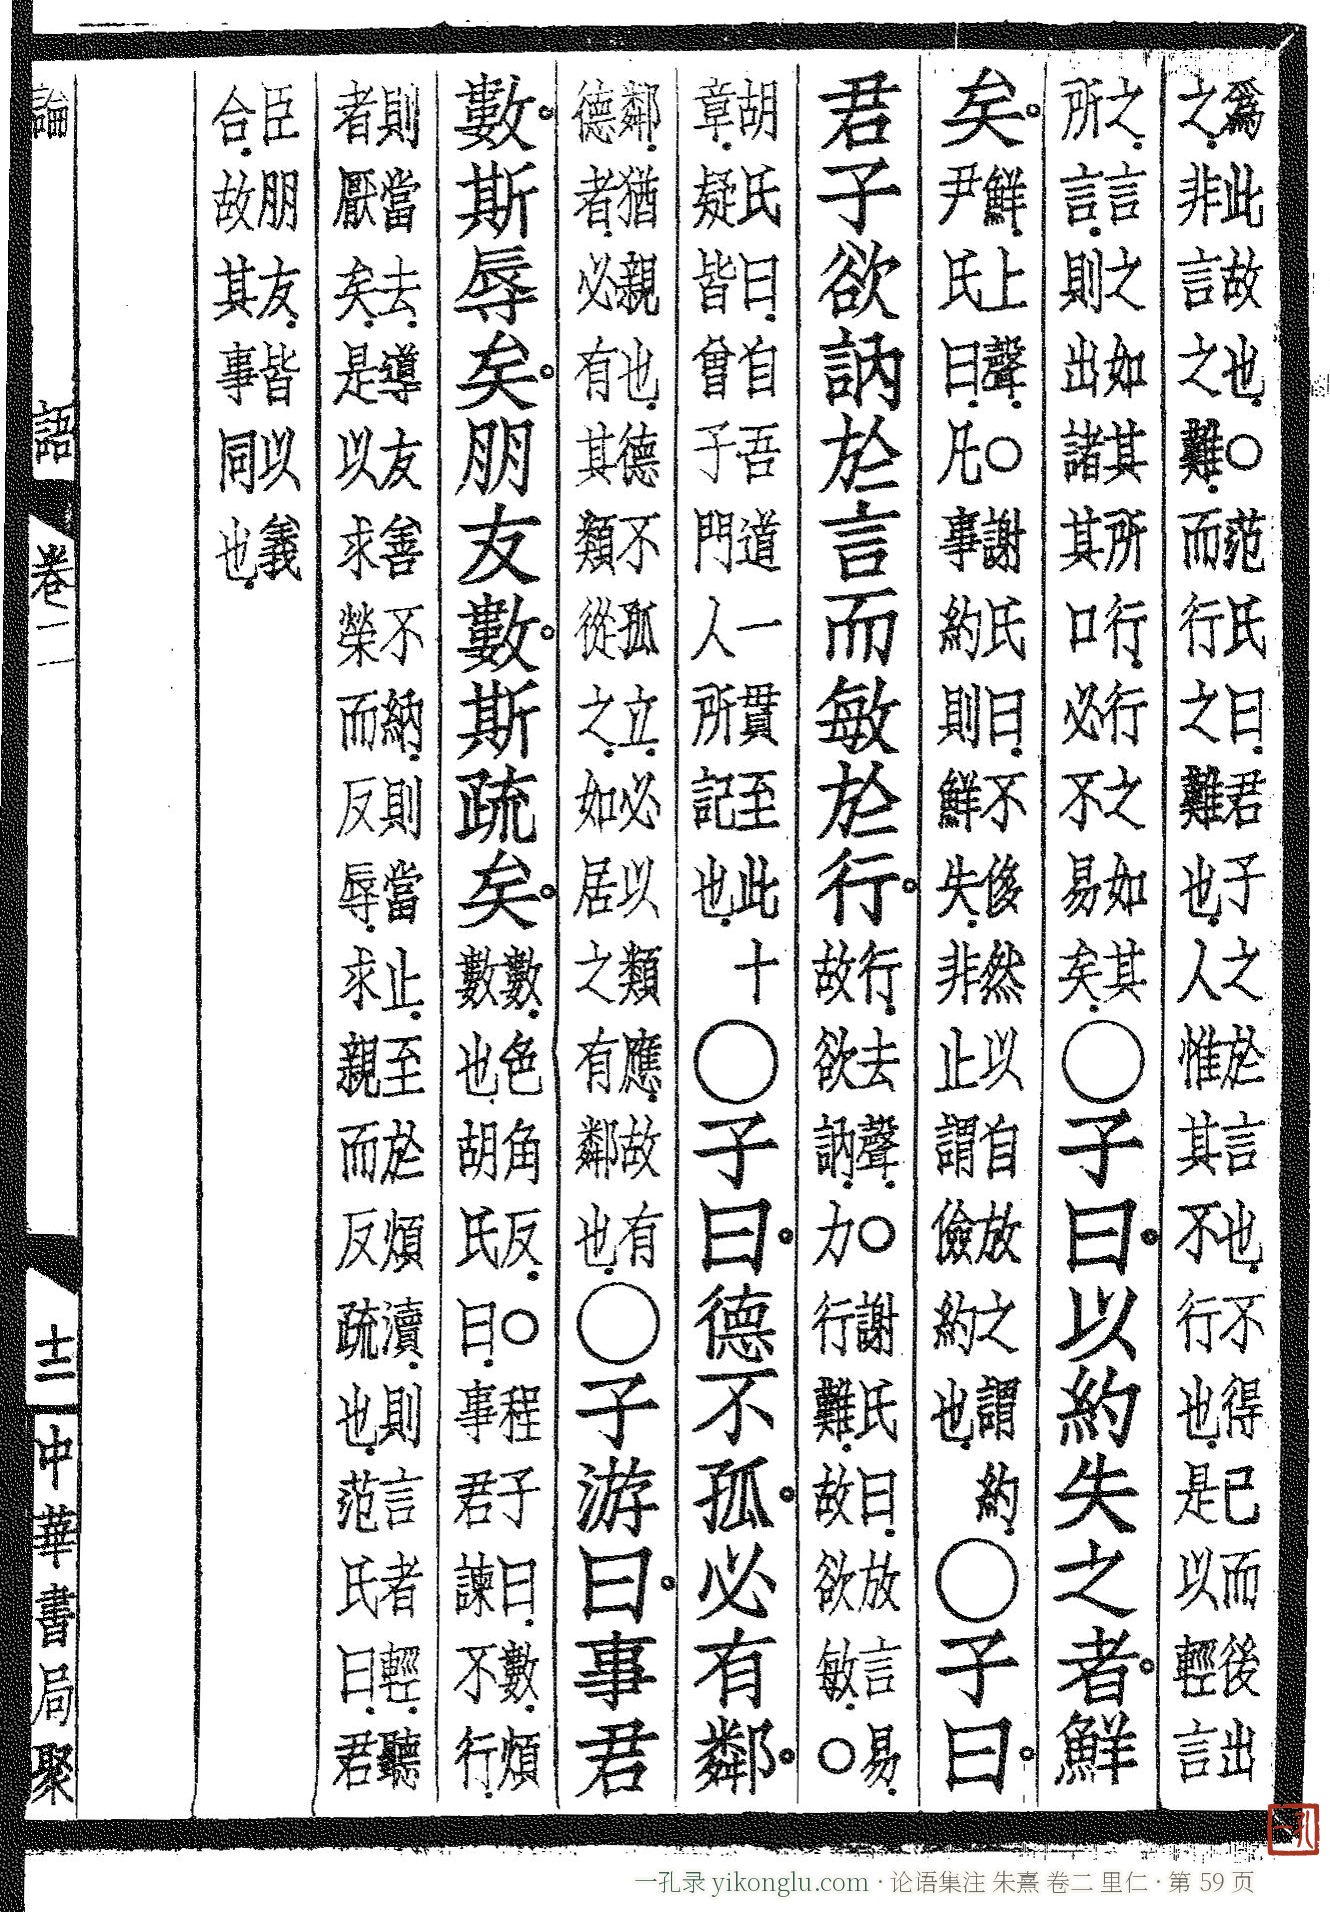 爲此故也。○范氏曰。君子之於言也。不得已而後出
之。非言之難。而行之難也。人惟其不行也。是以輕言
之。言之如其所行。行之如其
所言。則出諸其口必不易矣。
○子曰。以約失之者。鮮
矣。
鮮。上聲。○謝氏曰。不侈然以自放之謂約。
尹氏曰。凡事約則鮮失。非止謂儉約也。
○子曰。
君子欲訥於言而敏於行。
行。去聲。○謝氏曰。放言易。
故欲訥。力行難。故欲敏。○
胡氏曰。自吾道一貫至此十
章。疑皆曾子門人所記也。
○子曰。德不孤。必有鄰。
鄰。猶親也。德不孤立。必以類應。故有
德者。必有其類從之。如居之有鄰也。
○子游曰。事君
數。斯辱矣。朋友數。斯疏矣。
數。色角反。○程子曰。數。煩
數也。胡氏曰。事君諫不行。
則當去。導友善不納。則當止。至於煩瀆。則言者輕。聽
者厭矣。是以求榮而反辱。求親而反疏也。范氏曰。君
臣朋友。皆以義
合。故其事同也。
論語 卷二 十三 中華書局聚
一孔
一孔录 yikonglu.com · 论语集注 朱熹 卷二 里仁 · 第 59 页